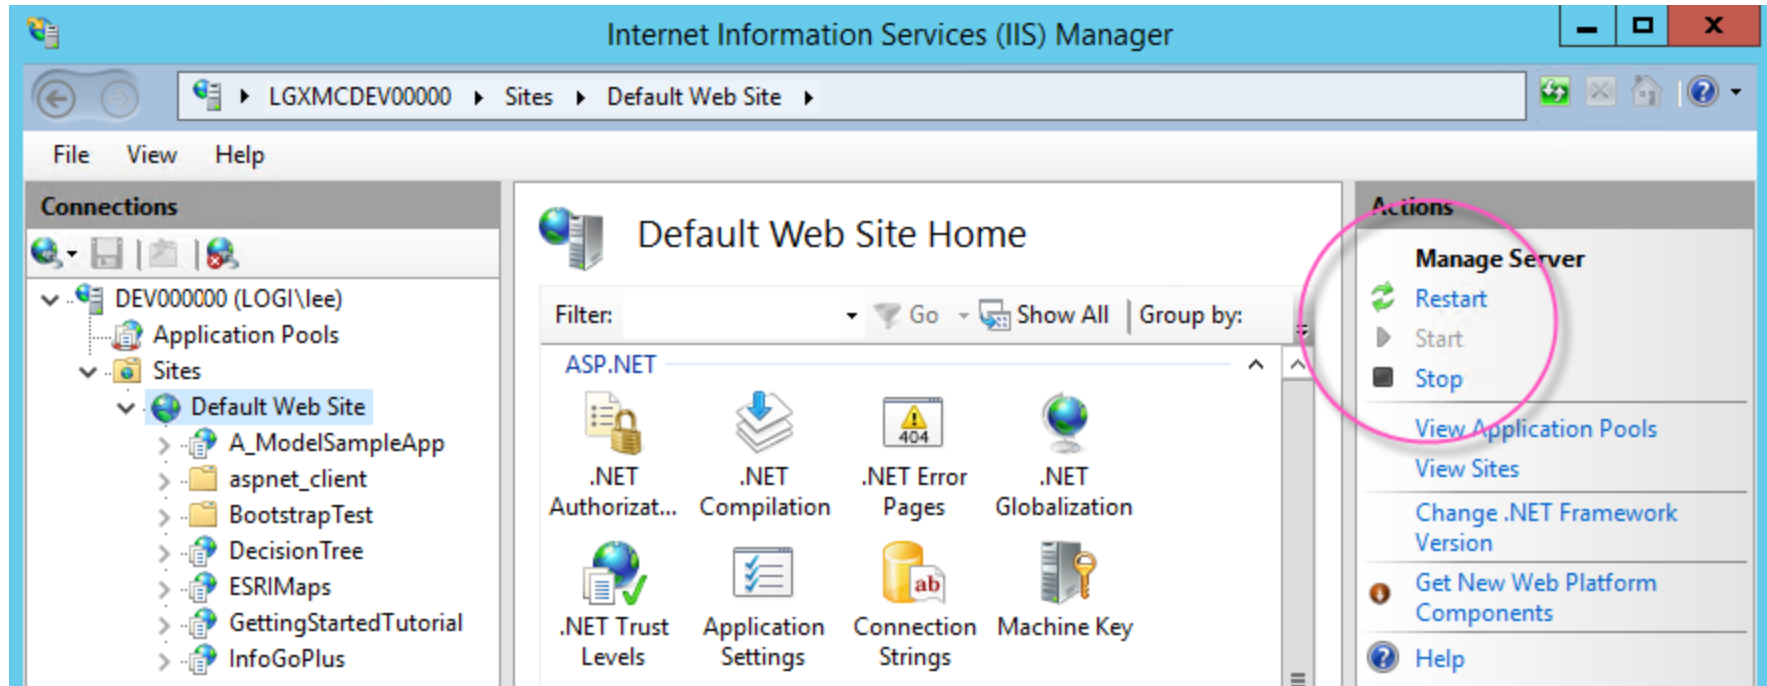 Internet Information Services (IIS) Manager
X
LGXMCDEV00000 Sites Default Web Site
File View Help
Connections
DEV000000 (LOGI\lee)
Application Pools
Sites
Default Web Site
A_ModelSampleApp
aspnet_client
BootstrapTest
DecisionTree
ESRIMaps
GettingStartedTutorial
InfoGoPlus
Default Web Site Home
Filter: Go Show All Group by:
ASP.NET
404
.NET
Authorizat...
.NET
Compilation
.NET Error
Pages
.NET
Globalization
ab
.NET Trust
Levels
Application
Settings
Connection
Strings
Machine Key
Actions
Manage Server
Restart
Start
Stop
View Application Pools
View Sites
Change .NET Framework
Version
Get New Web Platform
Components
Help